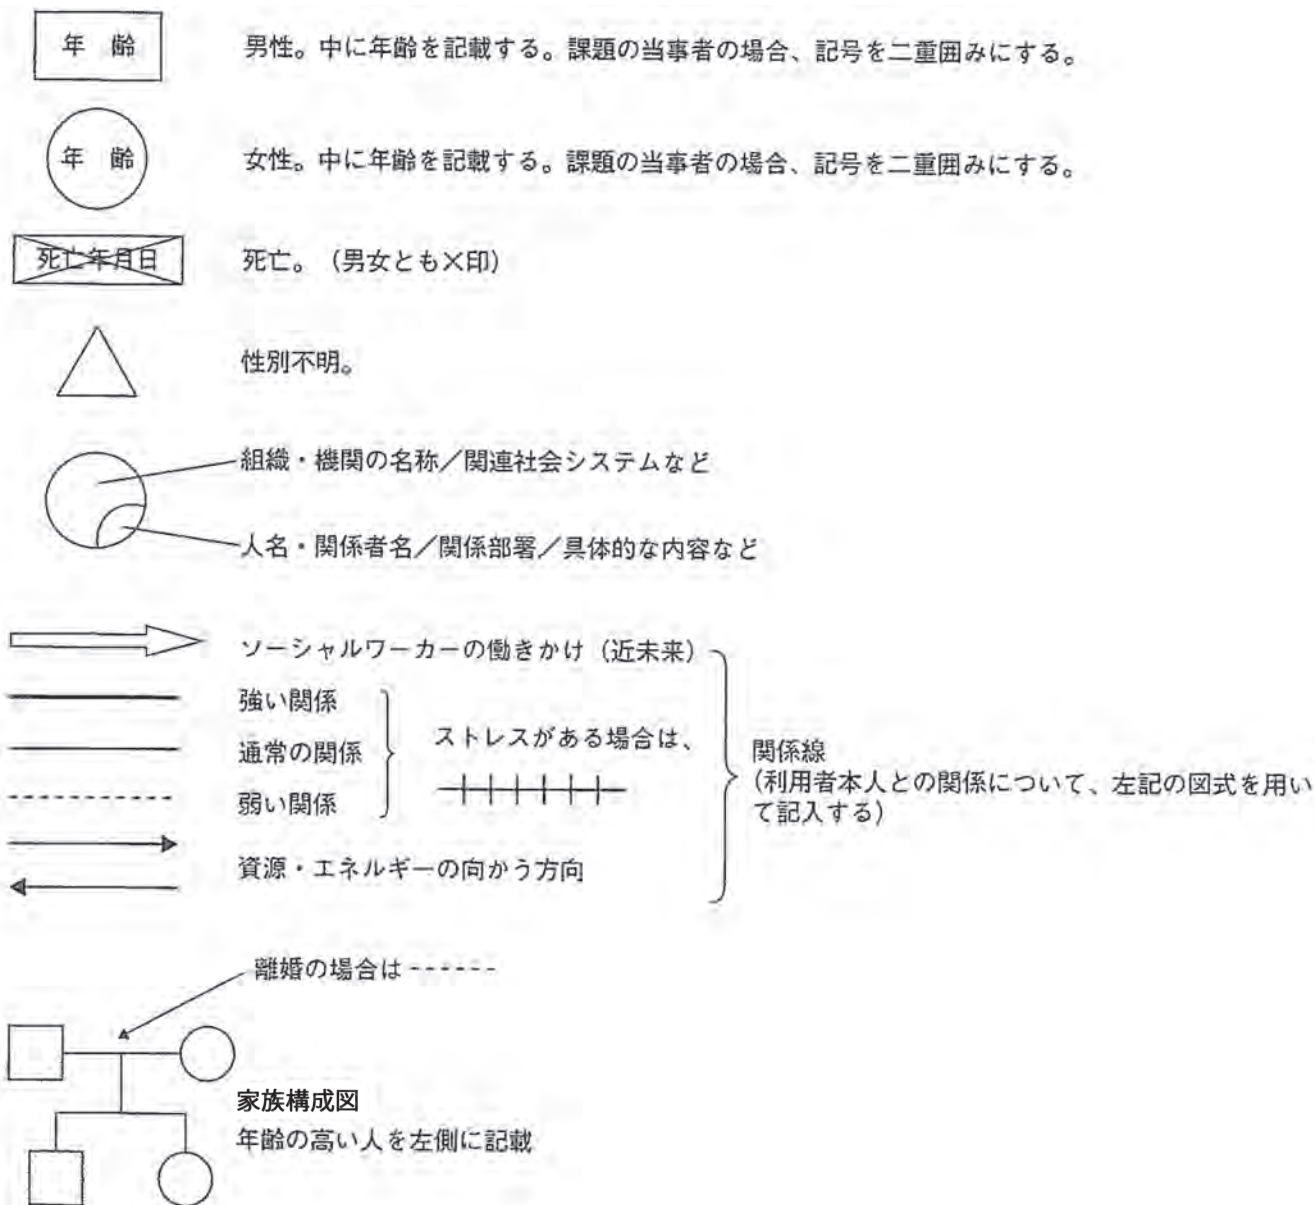 年 齢
男性。中に年齢を記載する。課題の当事者の場合、記号を二重囲みにする。
年 齢
女性。中に年齢を記載する。課題の当事者の場合、記号を二重囲みにする。
死亡年月日
死亡。（男女とも×印）
性別不明。
組織・機関の名称／関連社会システムなど
人名・関係者名／関係部署／具体的な内容など
ソーシャルワーカーの働きかけ（近未来）
強い関係
通常の関係
弱い関係
ストレスがある場合は、
資源・エネルギーの向かう方向
関係線
（利用者本人との関係について、左記の図式を用い
て記入する）
離婚の場合は ------
家族構成図
年齢の高い人を左側に記載